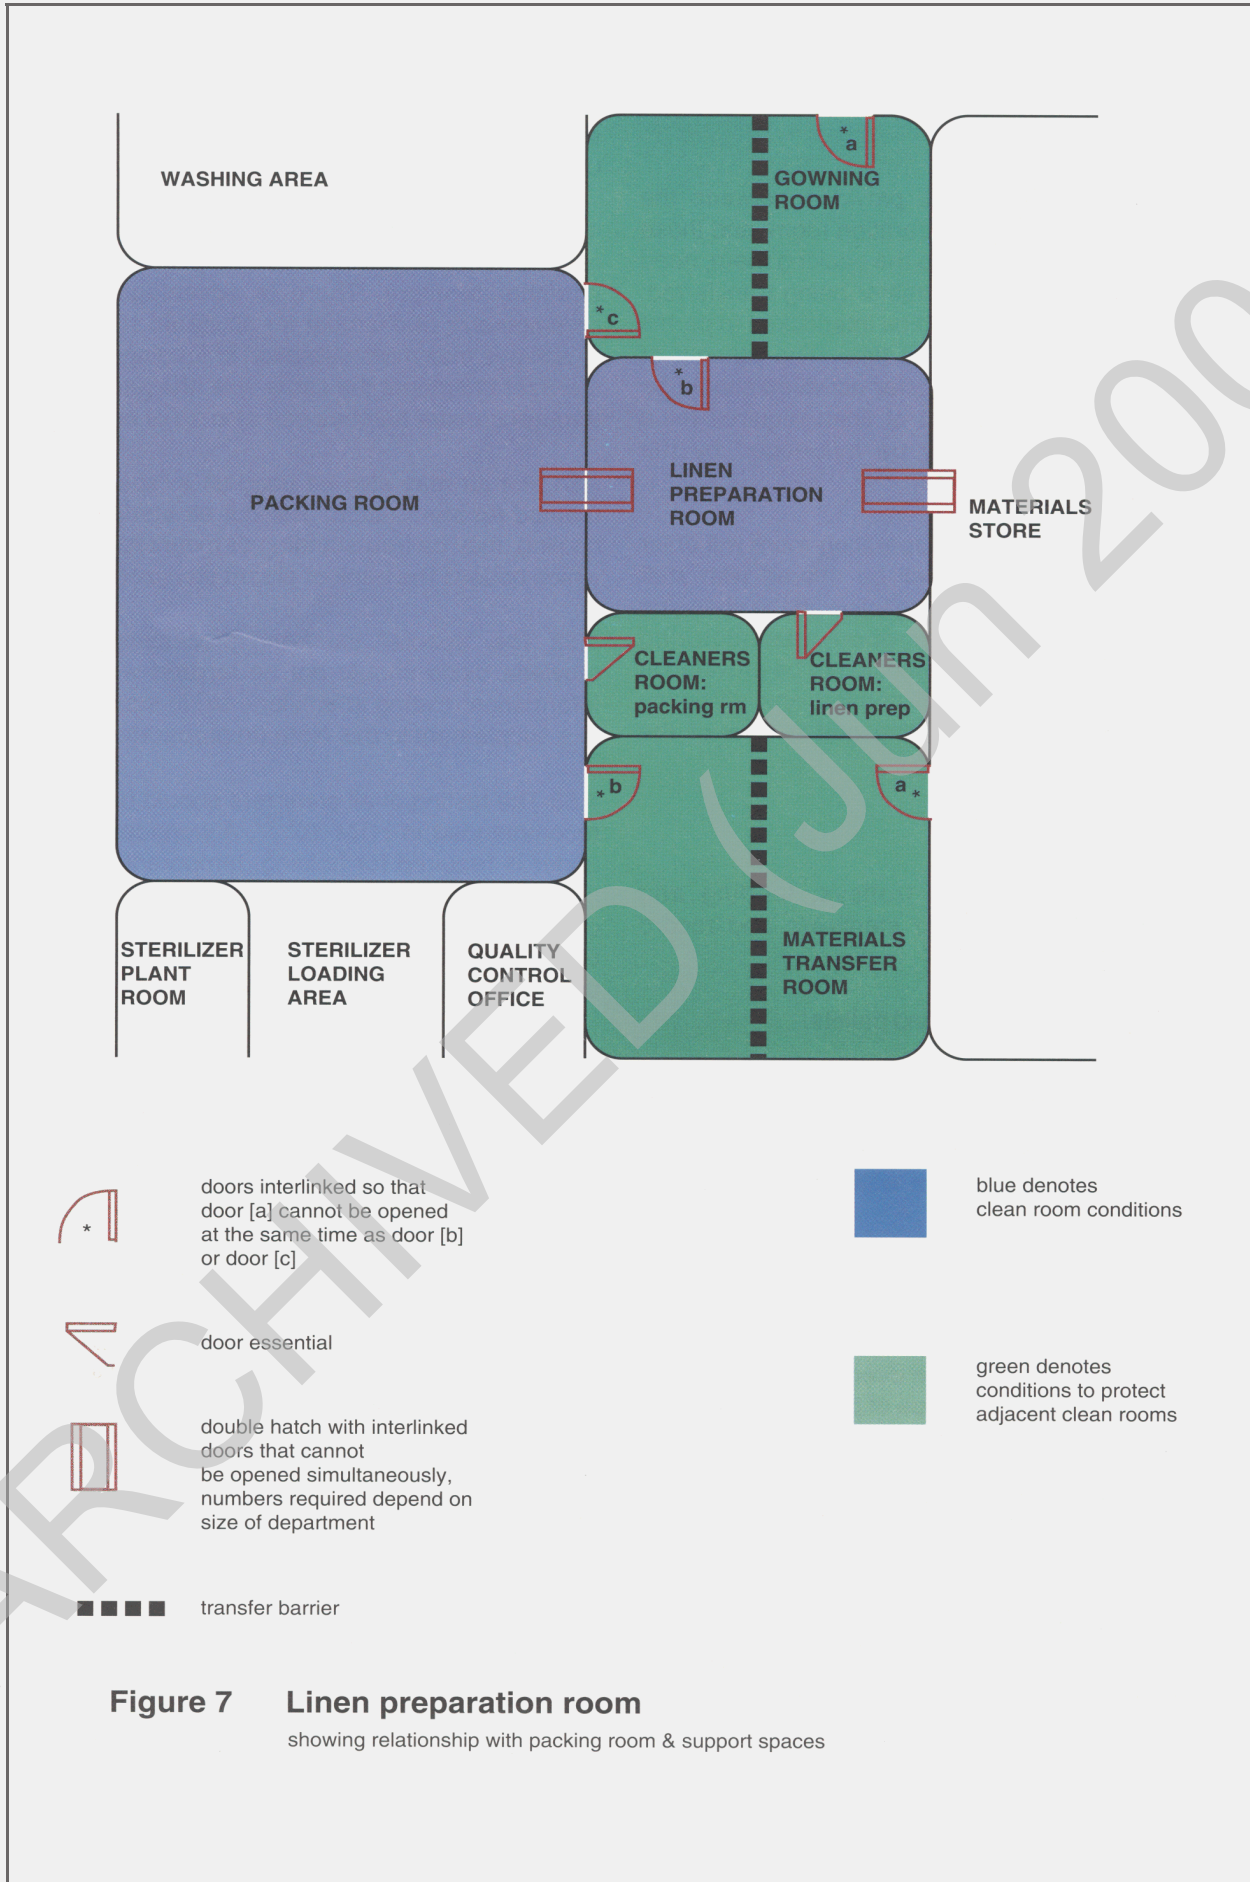 WASHING AREA
* a
GOWNING
ROOM
* c
* b
PACKING ROOM
LINEN
PREPARATION
ROOM
MATERIALS
STORE
CLEANERS
ROOM:
packing rm
CLEANERS
ROOM:
linen prep
* b
a *
STERILIZER
PLANT
ROOM
STERILIZER
LOADING
AREA
QUALITY
CONTROL
OFFICE
MATERIALS
TRANSFER
ROOM
*
doors interlinked so that
door [a] cannot be opened
at the same time as door [b]
or door [c]
door essential
double hatch with interlinked
doors that cannot
be opened simultaneously,
numbers required depend on
size of department
transfer barrier
blue denotes
clean room conditions
green denotes
conditions to protect
adjacent clean rooms
Figure 7 Linen preparation room
showing relationship with packing room & support spaces
ARCHIVED (Jun 200